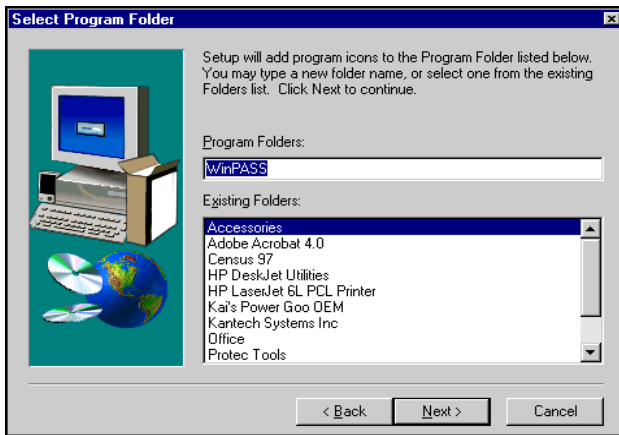 Select Program Folder
Setup will add program icons to the Program Folder listed below.
You may type a new folder name, or select one from the existing
Folders list. Click Next to continue.
Program Folders:
WinPASS
Existing Folders:
Accessories
Adobe Acrobat 4.0
Census 97
HP DeskJet Utilities
HP LaserJet 6L PCL Printer
Kai's Power Goo OEM
Kantech Systems Inc
Office
Protec Tools
< Back
Next >
Cancel